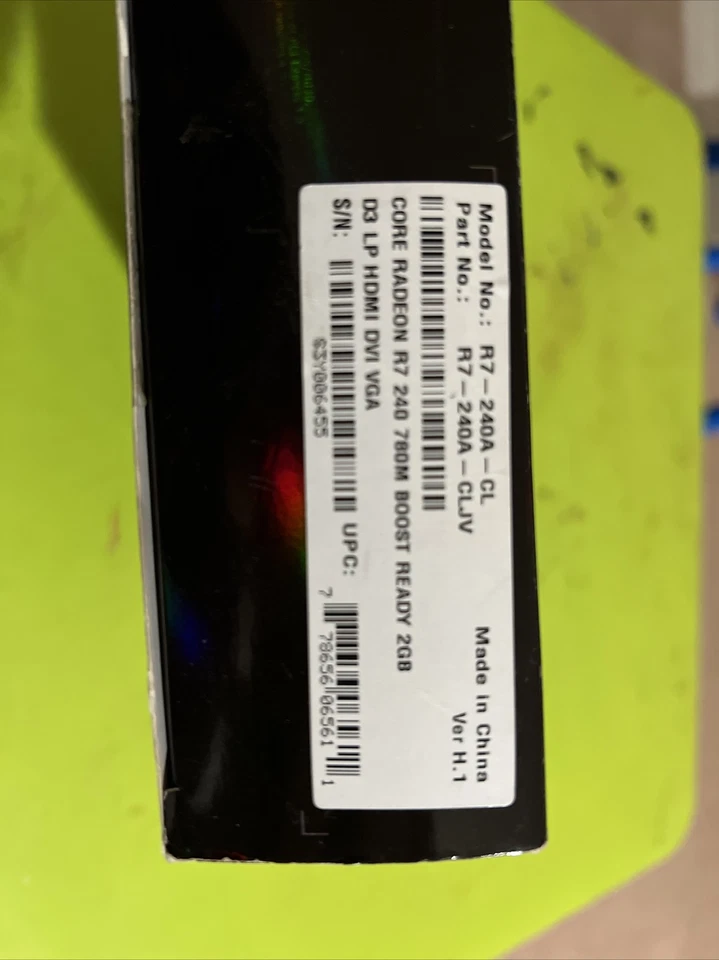 Model No.: R7-240A-CL Made in China
Part No.: R7-240A-CLJV Ver H.1
CORE RADEON R7 240 780M BOOST READY 2GB
D3 LP HDMI DVI VGA
S/N: UPC:
S3Y006455
7 78656 06561 1